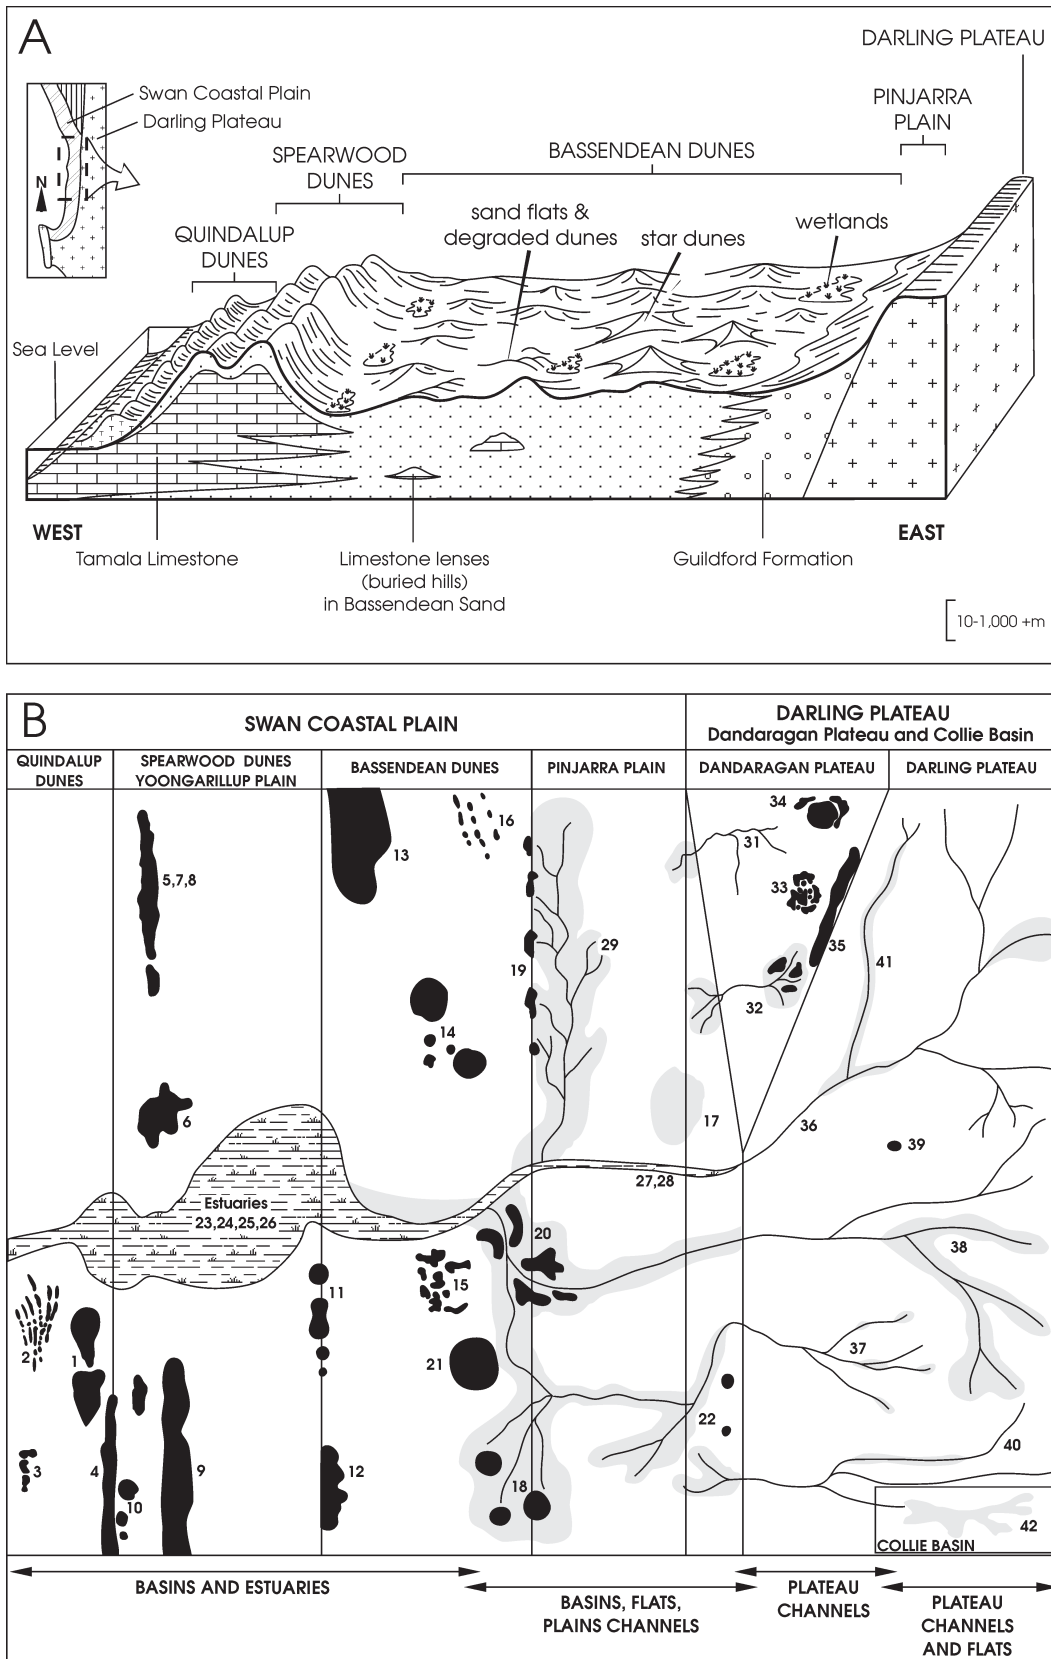 A
DARLING PLATEAU
Swan Coastal Plain
Darling Plateau
N
PINJARRA
PLAIN
SPEARWOOD
DUNES
BASSENDEAN DUNES
QUINDALUP
DUNES
sand flats &
degraded dunes
star dunes
wetlands
Sea Level
WEST
EAST
Tamala Limestone
Limestone lenses
(buried hills)
in Bassendean Sand
Guildford Formation
10-1,000 +m
B
SWAN COASTAL PLAIN
DARLING PLATEAU
Dandaragan Plateau and Collie Basin
QUINDALUP
DUNES
SPEARWOOD DUNES
YOONGARILLUP PLAIN
BASSENDEAN DUNES
PINJARRA PLAIN
DANDARAGAN PLATEAU
DARLING PLATEAU
34
16
31
13
5,7,8
33
29
35
41
19
32
14
6
17
36
39
27,28
Estuaries
23,24,25,26
20
38
15
11
2
1
21
37
22
40
3
4
9
12
18
10
42
COLLIE BASIN
BASINS AND ESTUARIES
BASINS, FLATS,
PLAINS CHANNELS
PLATEAU
CHANNELS
PLATEAU
CHANNELS
AND FLATS